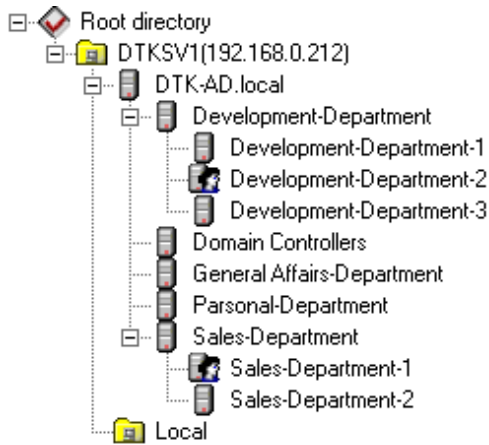 Root directory
DTKSV1(192.168.0.212)
DTK-AD.local
Development-Department
Development-Department-1
Development-Department-2
Development-Department-3
Domain Controllers
General Affairs-Department
Parsonal-Department
Sales-Department
Sales-Department-1
Sales-Department-2
Local